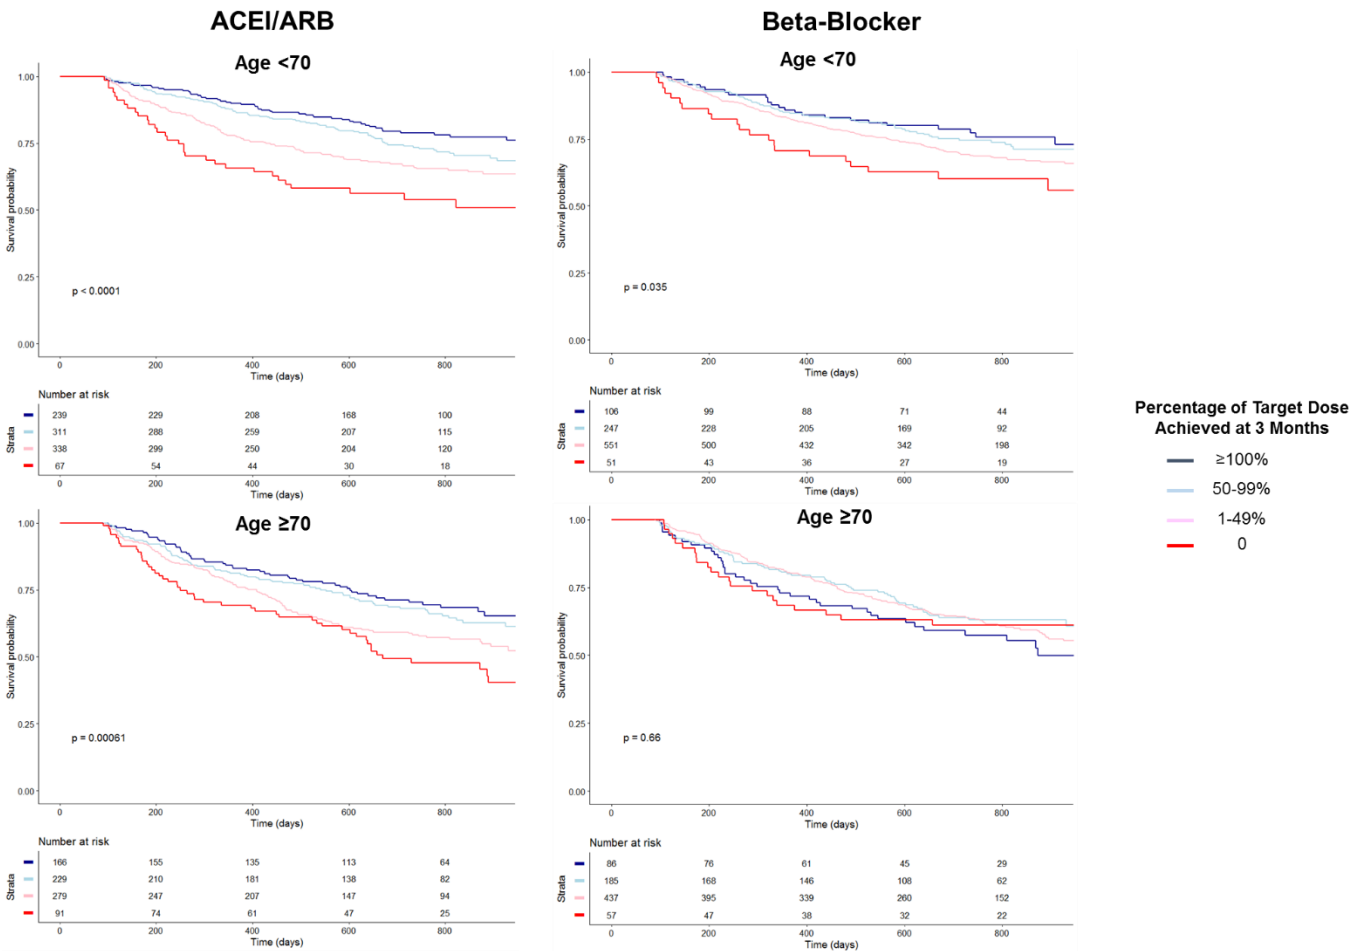 ACEI/ARB
Beta-Blocker
Age <70
1.00
0.75
0.50
0.25
0.00
Survival probability
p < 0.0001
0 200 400 600 800
Time (days)
Number at risk
Strata
239 229 208 168 100
311 288 259 207 115
338 299 250 204 120
67 54 44 30 18
0 200 400 600 800
Time (days)
Age <70
1.00
0.75
0.50
0.25
0.00
Survival probability
p = 0.035
0 200 400 600 800
Time (days)
Number at risk
Strata
106 99 88 71 44
247 228 205 169 92
551 500 432 342 198
51 43 36 27 19
0 200 400 600 800
Time (days)
Percentage of Target Dose
Achieved at 3 Months
≥100%
50-99%
1-49%
0
Age ≥70
1.00
0.75
0.50
0.25
0.00
Survival probability
p = 0.00061
0 200 400 600 800
Time (days)
Number at risk
Strata
166 155 135 113 64
229 210 181 138 82
279 247 207 147 94
91 74 61 47 25
0 200 400 600 800
Time (days)
Age ≥70
1.00
0.75
0.50
0.25
0.00
Survival probability
p = 0.66
0 200 400 600 800
Time (days)
Number at risk
Strata
86 76 61 45 29
185 168 146 108 62
437 395 339 260 152
57 47 38 32 22
0 200 400 600 800
Time (days)